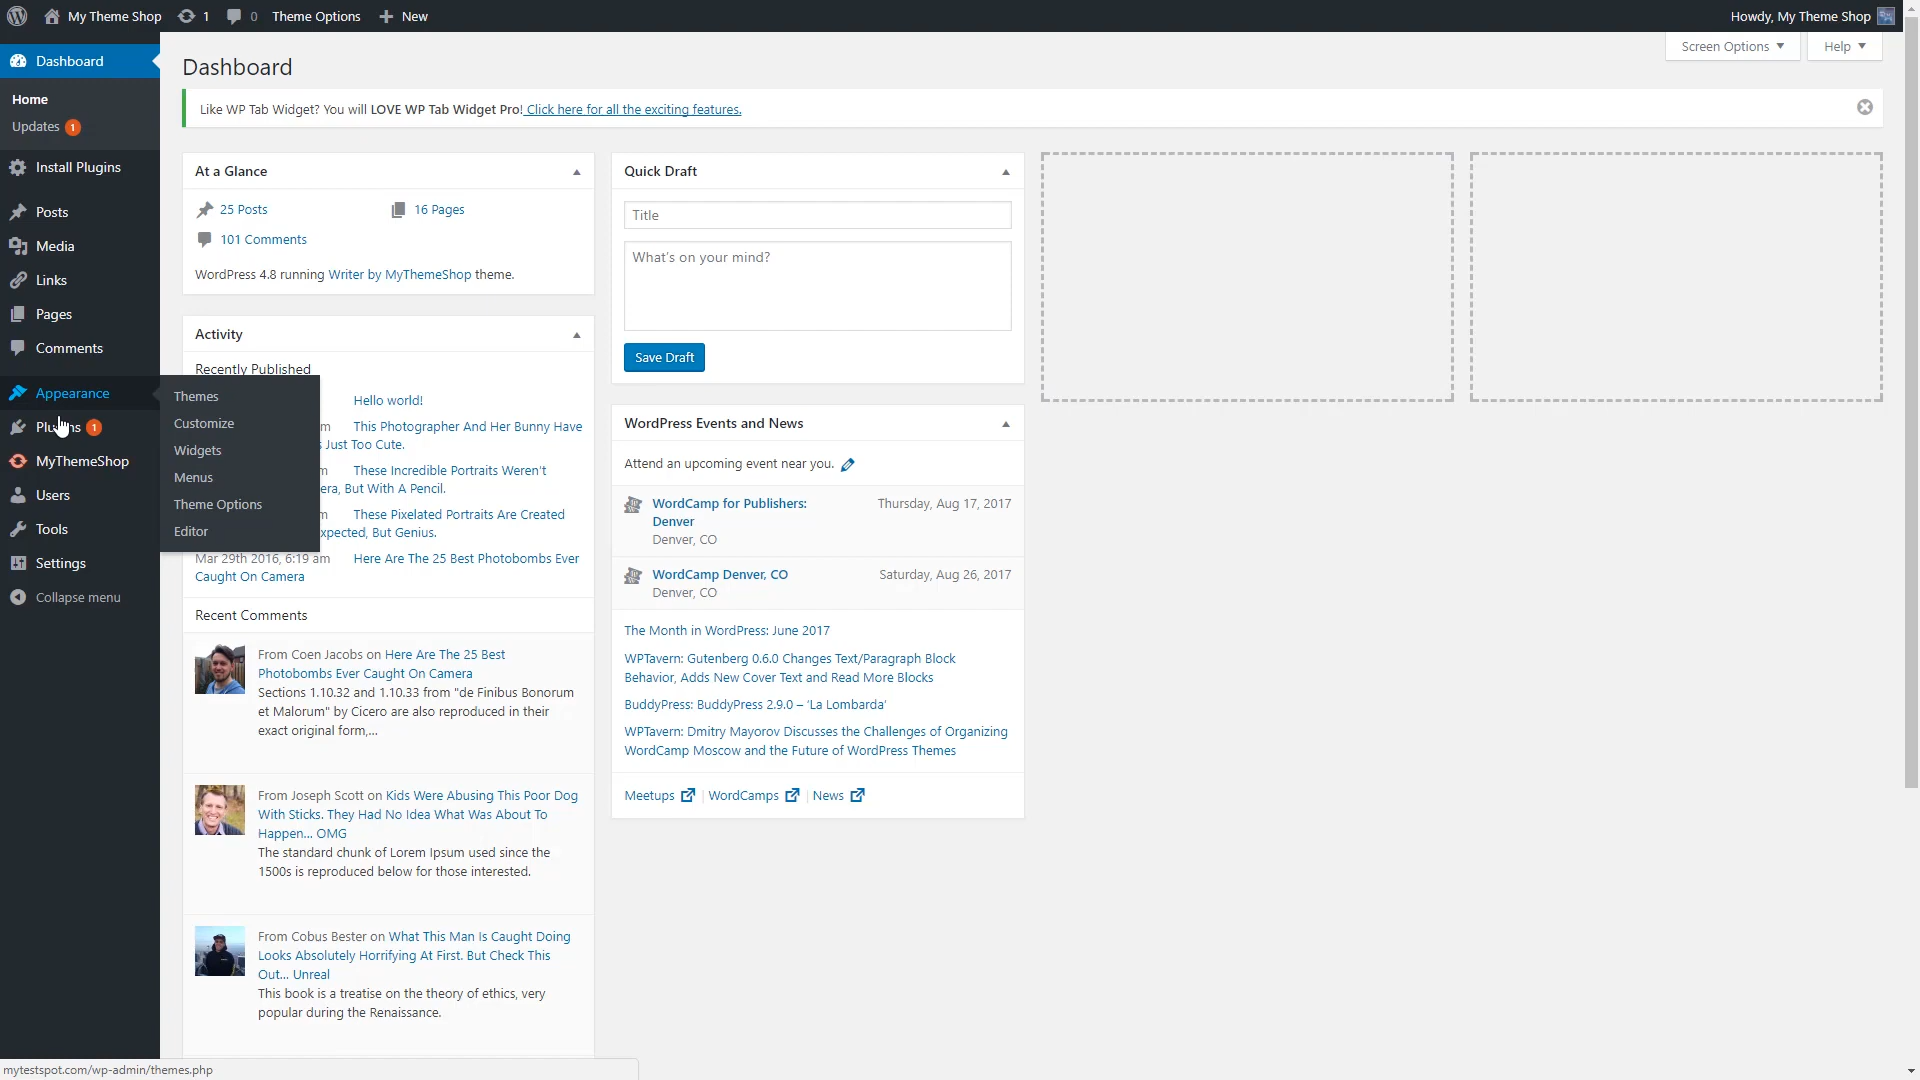 My Theme Shop 1 0 Theme Options New Howdy, My Theme Shop
Screen Options Help
Dashboard
Home
Updates 1
Install Plugins
Posts
Media
Links
Pages
Comments
Appearance
Plugins 1
MyThemeShop
Users
Tools
Settings
Collapse menu
Themes
Customize
Widgets
Menus
Theme Options
Editor
Dashboard
Like WP Tab Widget? You will LOVE WP Tab Widget Pro! Click here for all the exciting features.
At a Glance
25 Posts 16 Pages
101 Comments
WordPress 4.8 running Writer by MyThemeShop theme.
Activity
Recently Published
Hello world!
m This Photographer And Her Bunny Have
s Just Too Cute.
m These Incredible Portraits Weren't
era, But With A Pencil.
m These Pixelated Portraits Are Created
xpected, But Genius.
Mar 29th 2016, 6:19 am Here Are The 25 Best Photobombs Ever
Caught On Camera
Recent Comments
From Coen Jacobs on Here Are The 25 Best
Photobombs Ever Caught On Camera
Sections 1.10.32 and 1.10.33 from "de Finibus Bonorum
et Malorum" by Cicero are also reproduced in their
exact original form,...
From Joseph Scott on Kids Were Abusing This Poor Dog
With Sticks. They Had No Idea What Was About To
Happen... OMG
The standard chunk of Lorem Ipsum used since the
1500s is reproduced below for those interested.
From Cobus Bester on What This Man Is Caught Doing
Looks Absolutely Horrifying At First. But Check This
Out... Unreal
This book is a treatise on the theory of ethics, very
popular during the Renaissance.
Quick Draft
Title
What's on your mind?
Save Draft
WordPress Events and News
Attend an upcoming event near you.
WordCamp for Publishers: Thursday, Aug 17, 2017
Denver
Denver, CO
WordCamp Denver, CO Saturday, Aug 26, 2017
Denver, CO
The Month in WordPress: June 2017
WPTavern: Gutenberg 0.6.0 Changes Text/Paragraph Block
Behavior, Adds New Cover Text and Read More Blocks
BuddyPress: BuddyPress 2.9.0 – ‘La Lombarda’
WPTavern: Dmitry Mayorov Discusses the Challenges of Organizing
WordCamp Moscow and the Future of WordPress Themes
Meetups | WordCamps | News
mytestspot.com/wp-admin/themes.php